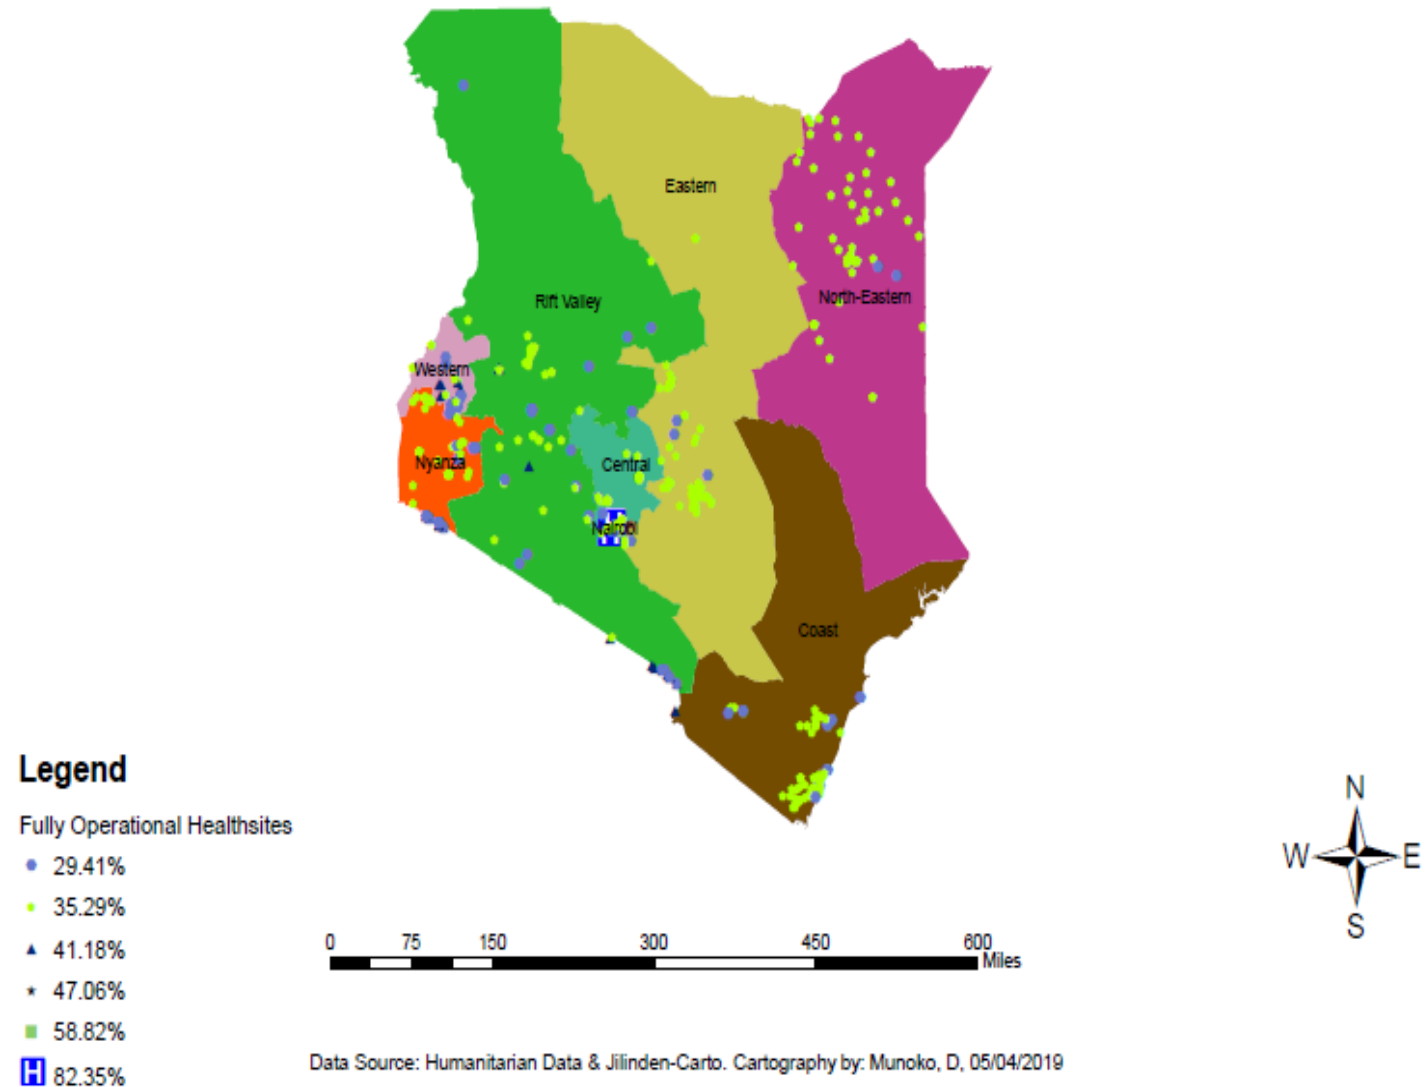 Eastern
North-Eastern
Rift Valley
Western
Nyanza
Central
Nairobi
Coast
Legend
Fully Operational Healthsites
29.41%
35.29%
41.18%
47.06%
58.82%
H 82.35%
N
W E
S
0 75 150 300 450 600
Miles
Data Source: Humanitarian Data & Jilinden-Carto. Cartography by: Munoko, D, 05/04/2019